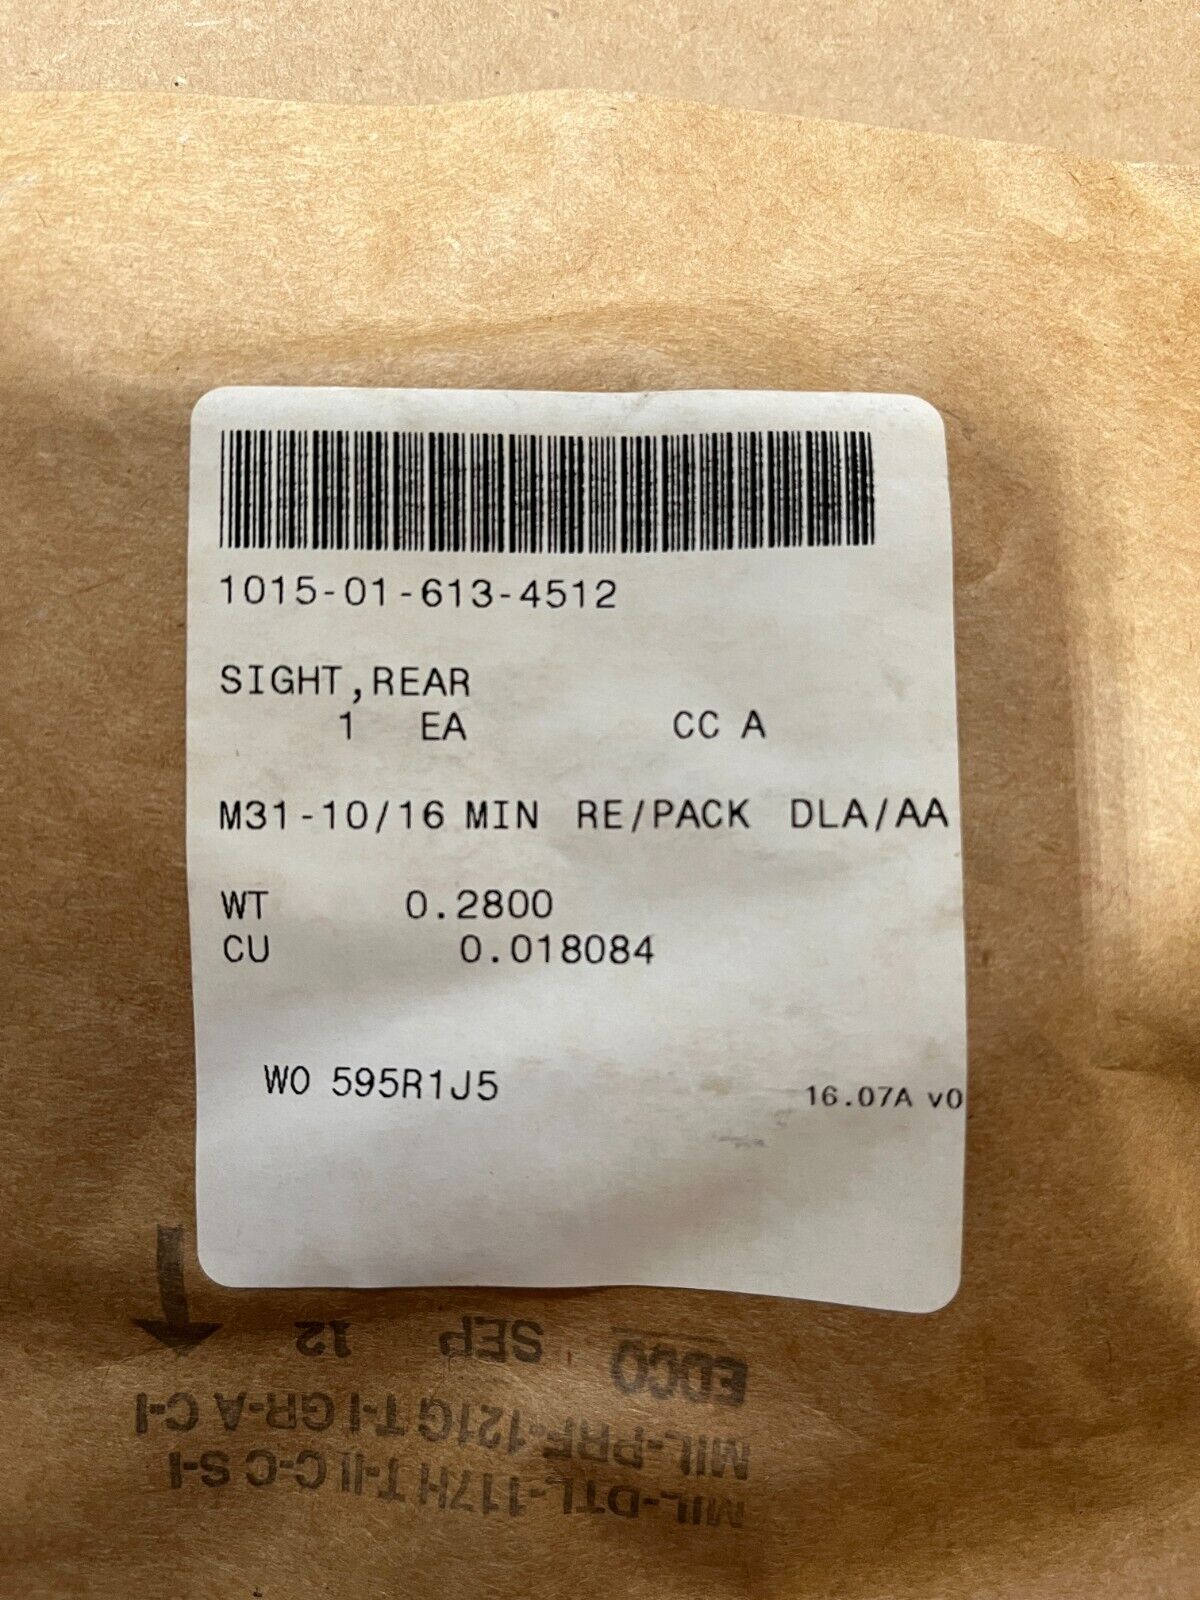 1015-01-613-4512
SIGHT,REAR
1 EA CC A
M31-10/16 MIN RE/PACK DLA/AA
WT 0.2800
CU 0.018084
WO 595R1J5 16.07A v0
MIL-DTL-117H T-II C-C S-I
MIL-PRF-121G T-I GR-A C-I
EDCO SEP 12